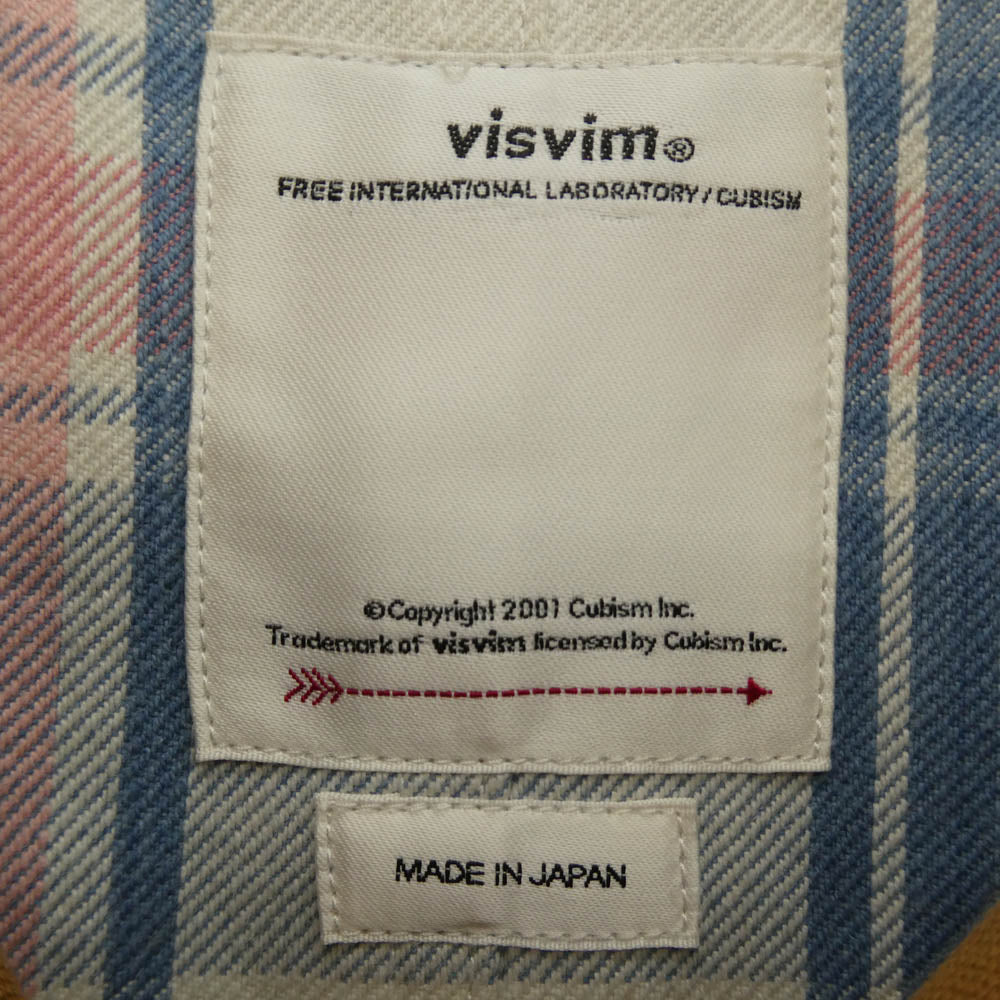 visvim®
FREE INTERNATIONAL LABORATORY / CUBISM
©Copyright 2001 Cubism Inc.
Trademark of visvim licensed by Cubism Inc.
MADE IN JAPAN